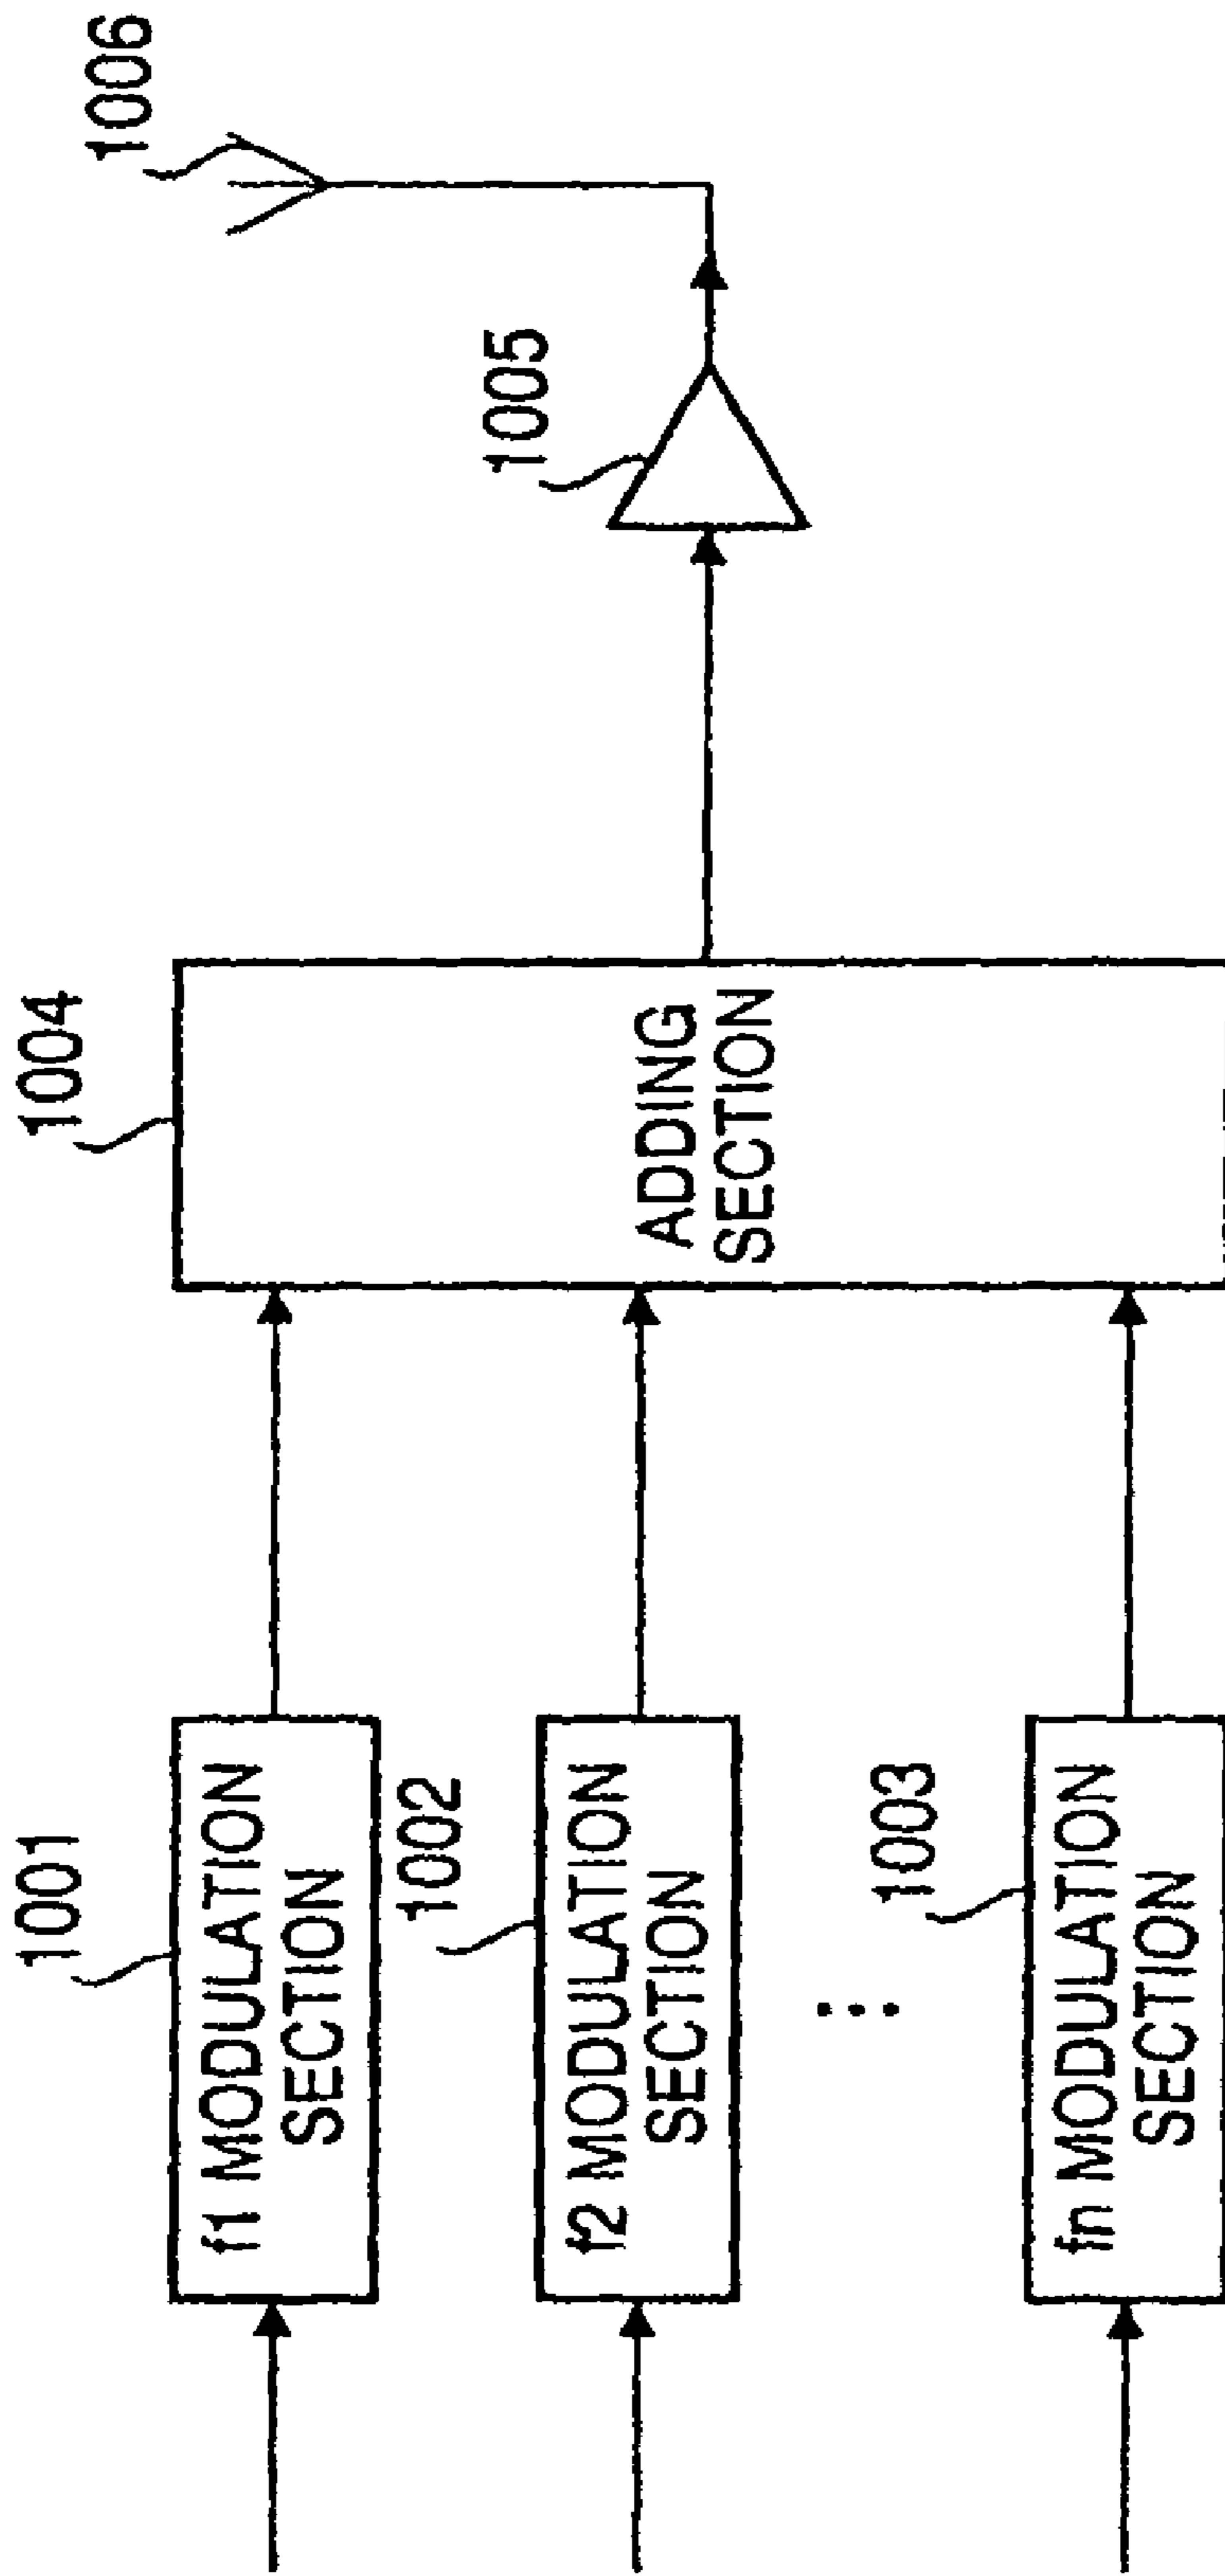 1001
f1 MODULATION
SECTION
1002
f2 MODULATION
SECTION
1003
fn MODULATION
SECTION
1004
ADDING
SECTION
1005
1006